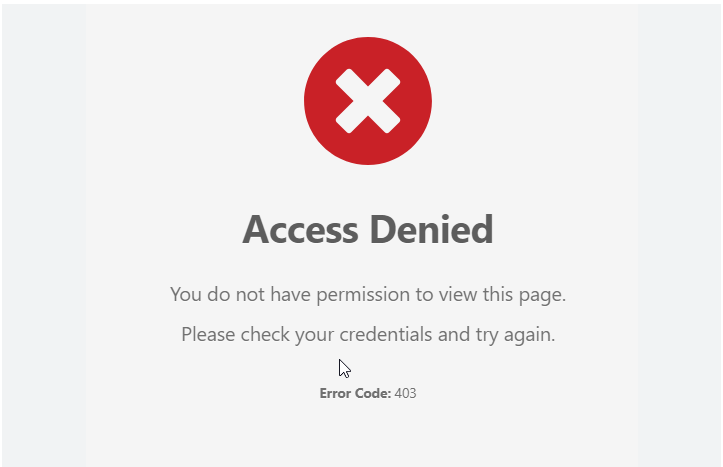 Access Denied
You do not have permission to view this page.
Please check your credentials and try again.
Error Code: 403